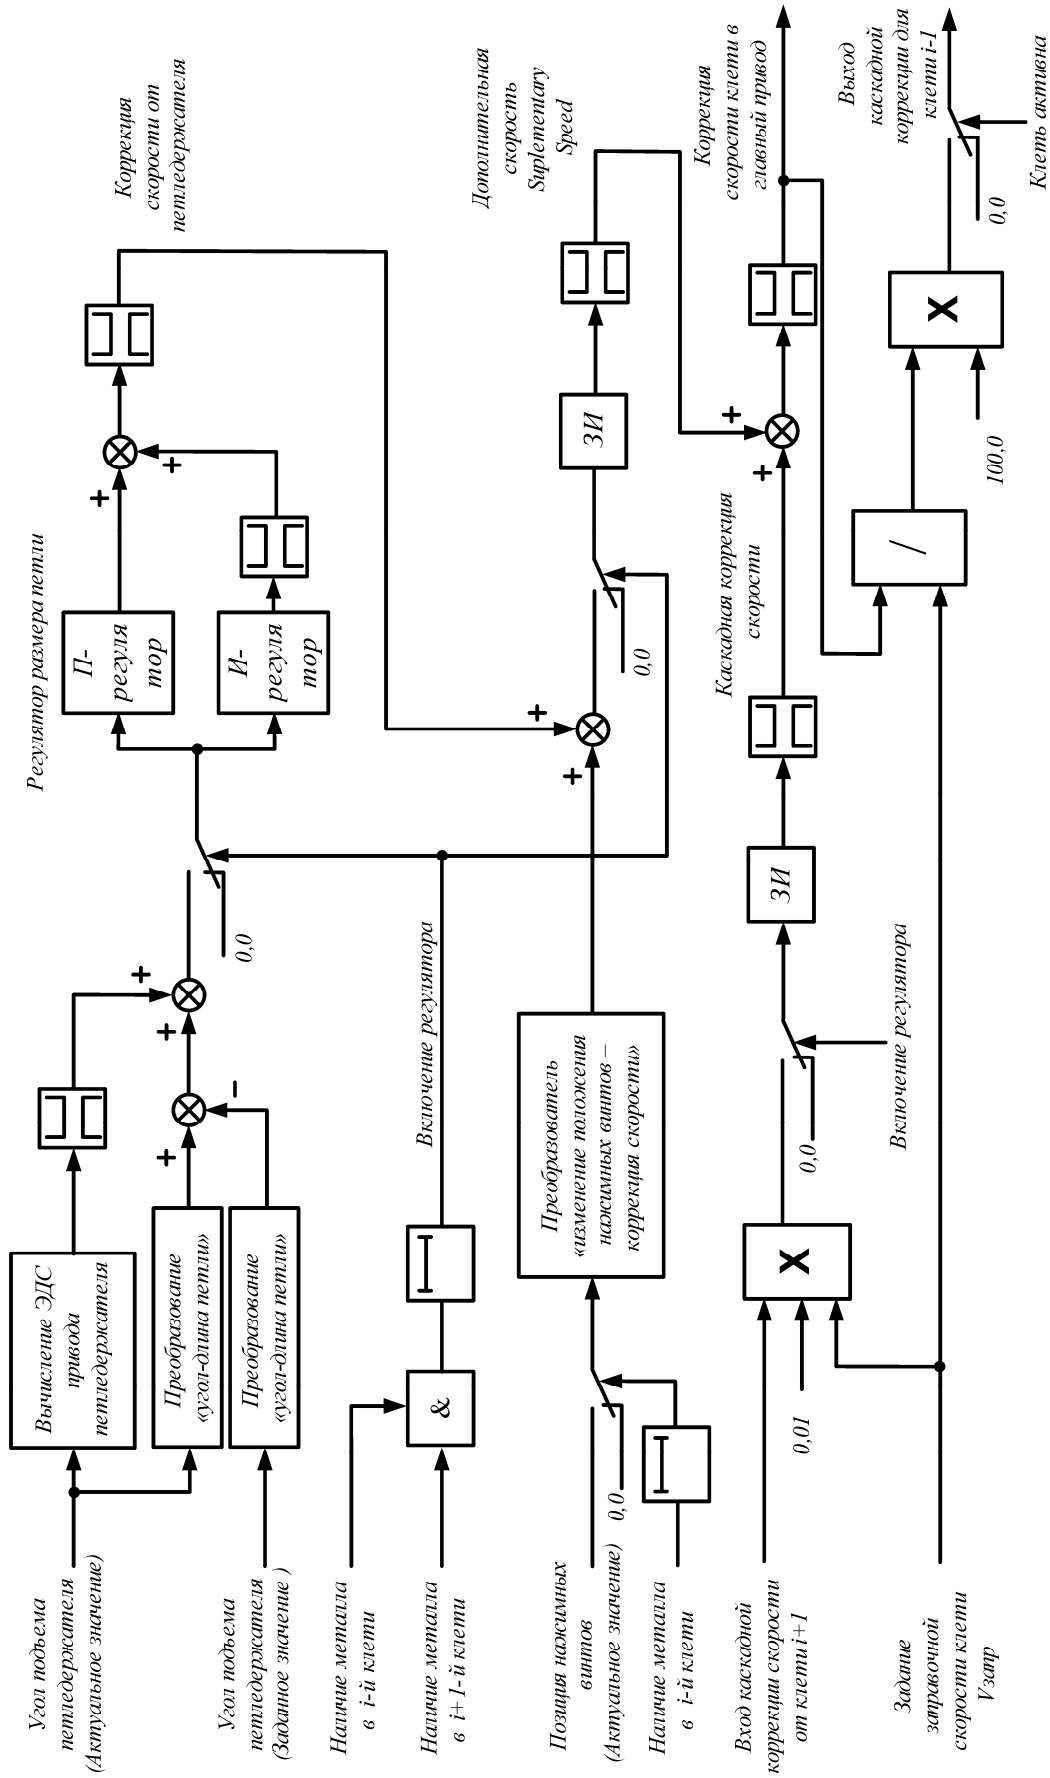 Угол подъема
петледержателя
(Актуальное значение)
Вычисление ЭДС
привода
петледержателя
Преобразование
«угол-длина петли»
Угол подъема
петледержателя
(Заданное значение )
Преобразование
«угол-длина петли»
+
–
+
+
0,0
Регулятор размера петли
П-
регуля
тор
И-
регуля
тор
+
+
Коррекция
скорости от
петледержателя
Наличие металла
в i-й клети
Наличие металла
в i+1-й клети
&
Включение регулятора
Позиция нажимных
винтов
(Актуальное значение)
0,0
Наличие металла
в i-й клети
Преобразователь
«изменение положения
нажимных винтов –
коррекция скорости»
+
+
0,0
ЗИ
Дополнительная
скорость
Suplementary
Speed
Вход каскадной
коррекции скорости
от клети i+1
0,01
X
0,0
Включение регулятора
ЗИ
Каскадная коррекция
скорости
+
+
Коррекция
скорости клети в
главный привод
Задание
заправочной
скорости клети
Vзапр
/
100,0
X
0,0
Выход
каскадной
коррекции для
клети i-1
Клеть активна